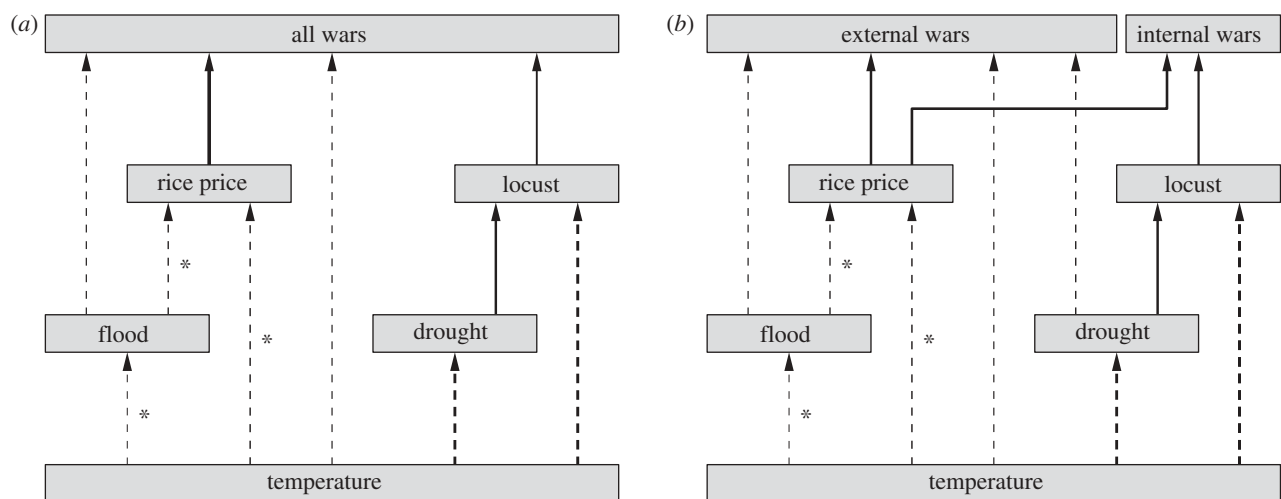 (a)
all wars
rice price
locust
*
flood
drought
*
*
temperature
(b)
external wars
internal wars
rice price
locust
*
flood
drought
*
*
temperature